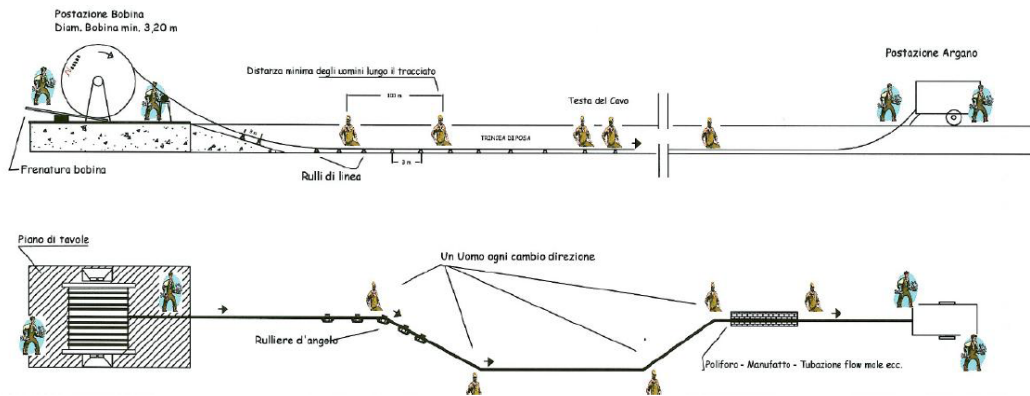 Postazione Bobina
Diam. Bobina min. 3,20 m
Distanza minima degli uomini lungo il tracciato
100 m
Postazione Argano
Testa del Cavo
TRINCEA DIPOSA
3 m
Frenatura bobina
Rulli di linea
Piano di tavole
Un Uomo ogni cambio direzione
Rulliere d'angolo
Poliforo - Manufatto - Tubazione flow mole ecc.